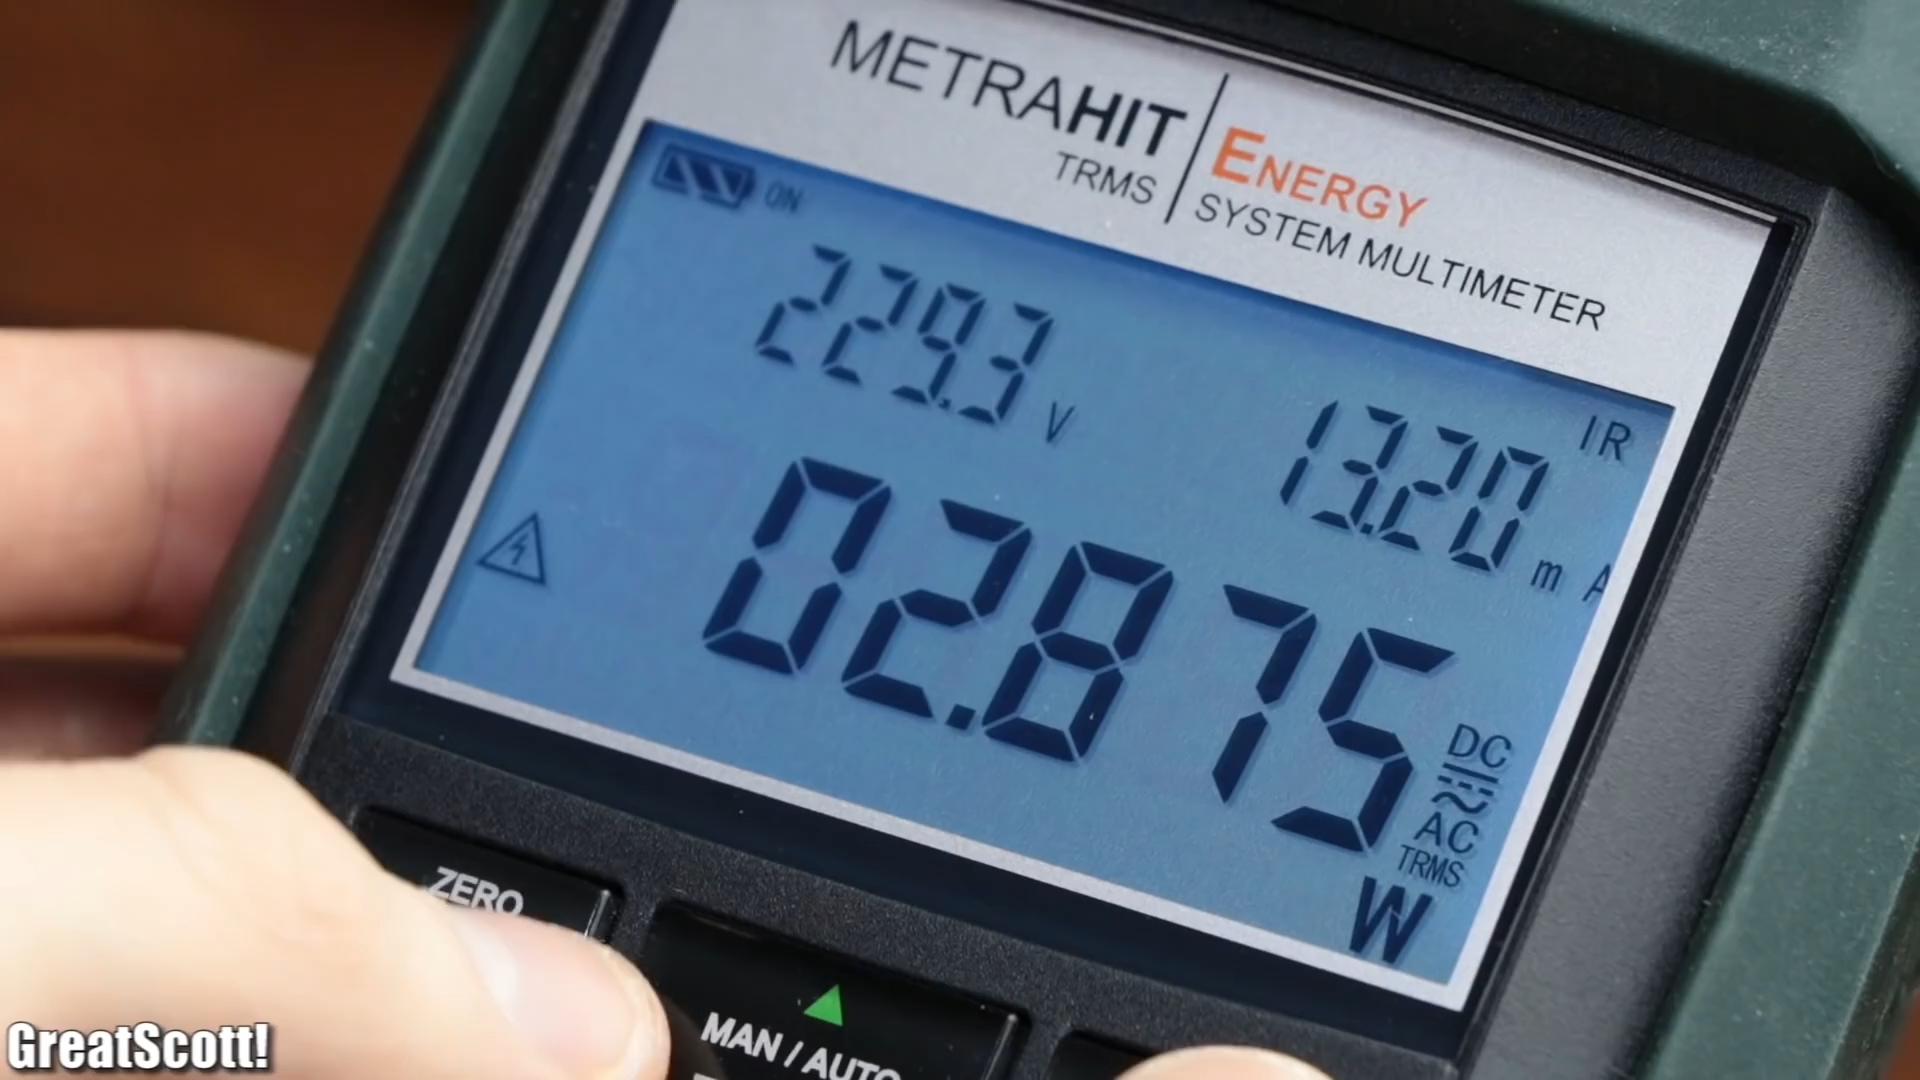 METRAHIT ENERGY
TRMS SYSTEM MULTIMETER
ON
229.3 V
IR
13.20 m A
02.875
DC
AC
TRMS
W
ZERO
MAN / AUTO
GreatScott!